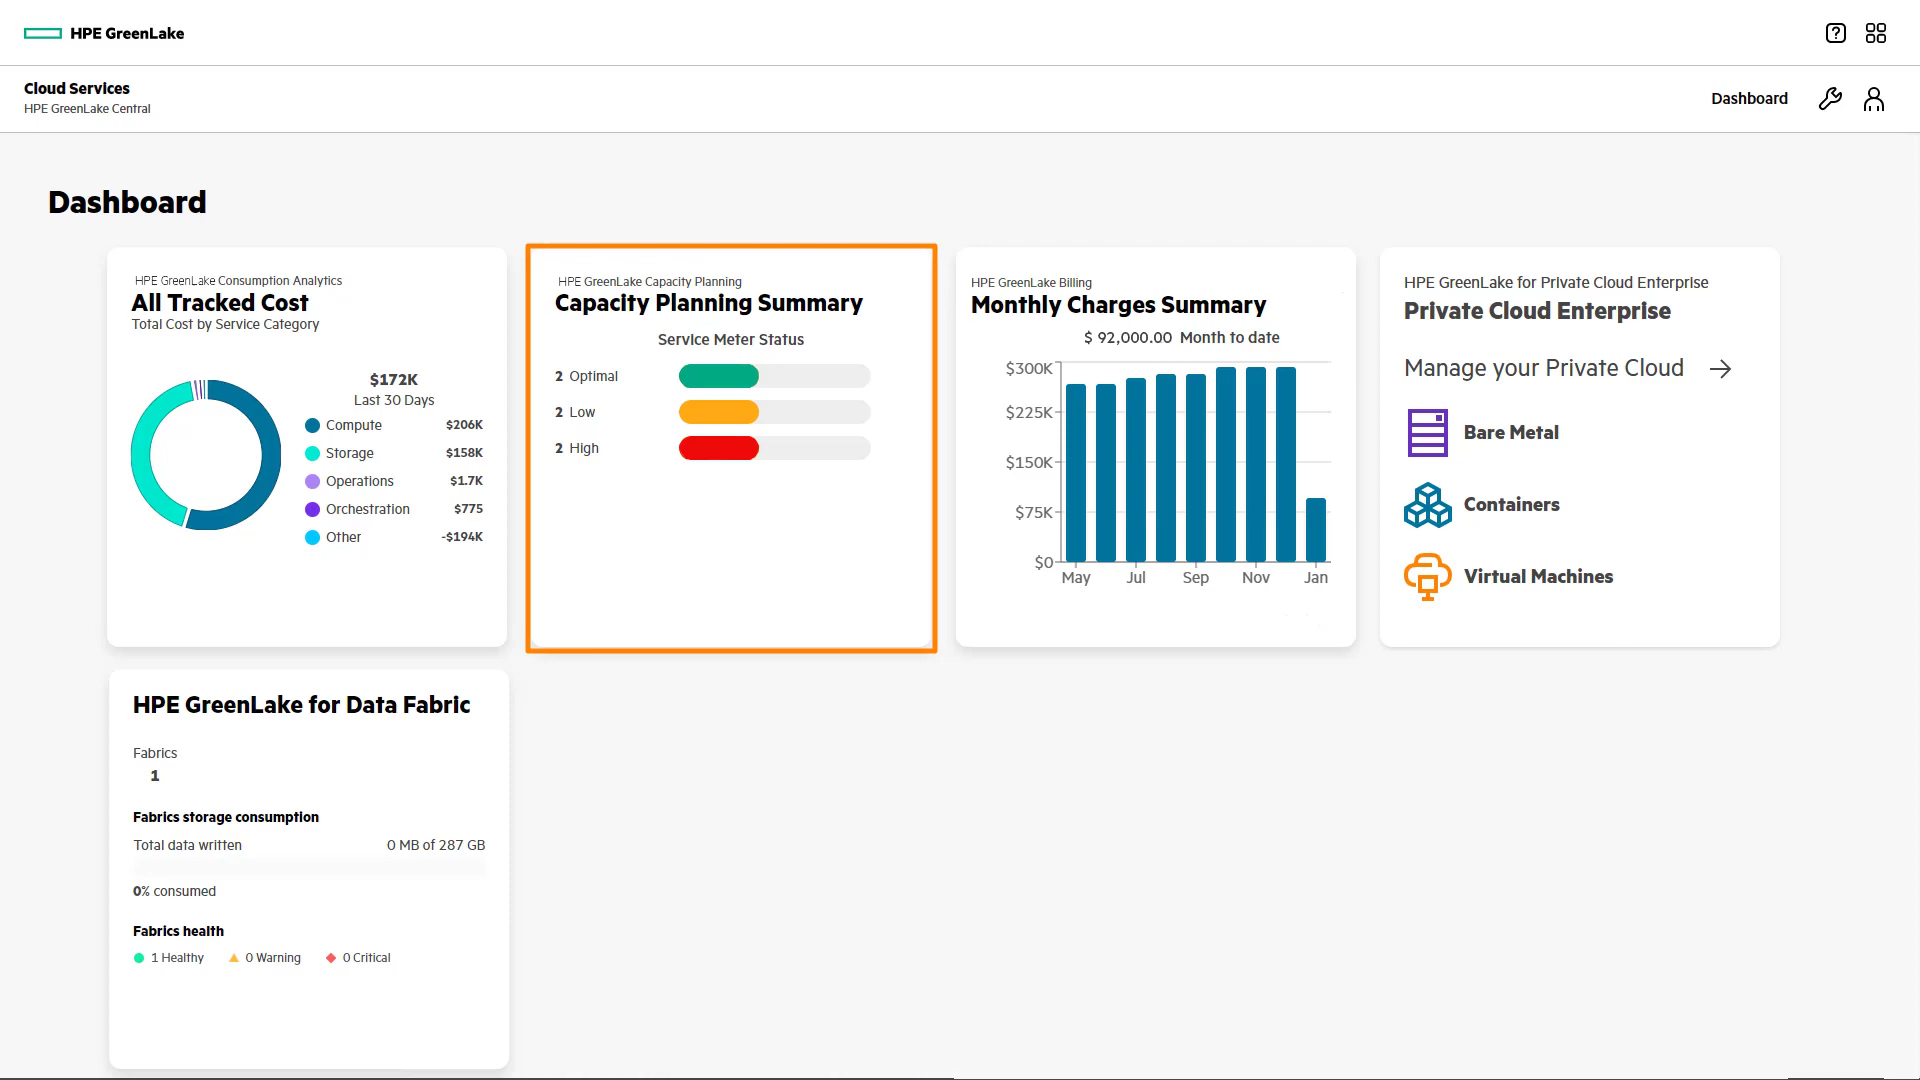 HPE GreenLake
Cloud Services
HPE GreenLake Central
Dashboard
Dashboard
HPE GreenLake Consumption Analytics
All Tracked Cost
Total Cost by Service Category
$172K
Last 30 Days
Compute $206K
Storage $158K
Operations $1.7K
Orchestration $775
Other -$194K
HPE GreenLake Capacity Planning
Capacity Planning Summary
Service Meter Status
2 Optimal
2 Low
2 High
HPE GreenLake Billing
Monthly Charges Summary
$ 92,000.00 Month to date
$300K
$225K
$150K
$75K
$0
May Jul Sep Nov Jan
HPE GreenLake for Private Cloud Enterprise
Private Cloud Enterprise
Manage your Private Cloud
Bare Metal
Containers
Virtual Machines
HPE GreenLake for Data Fabric
Fabrics
1
Fabrics storage consumption
Total data written 0 MB of 287 GB
0% consumed
Fabrics health
1 Healthy 0 Warning 0 Critical